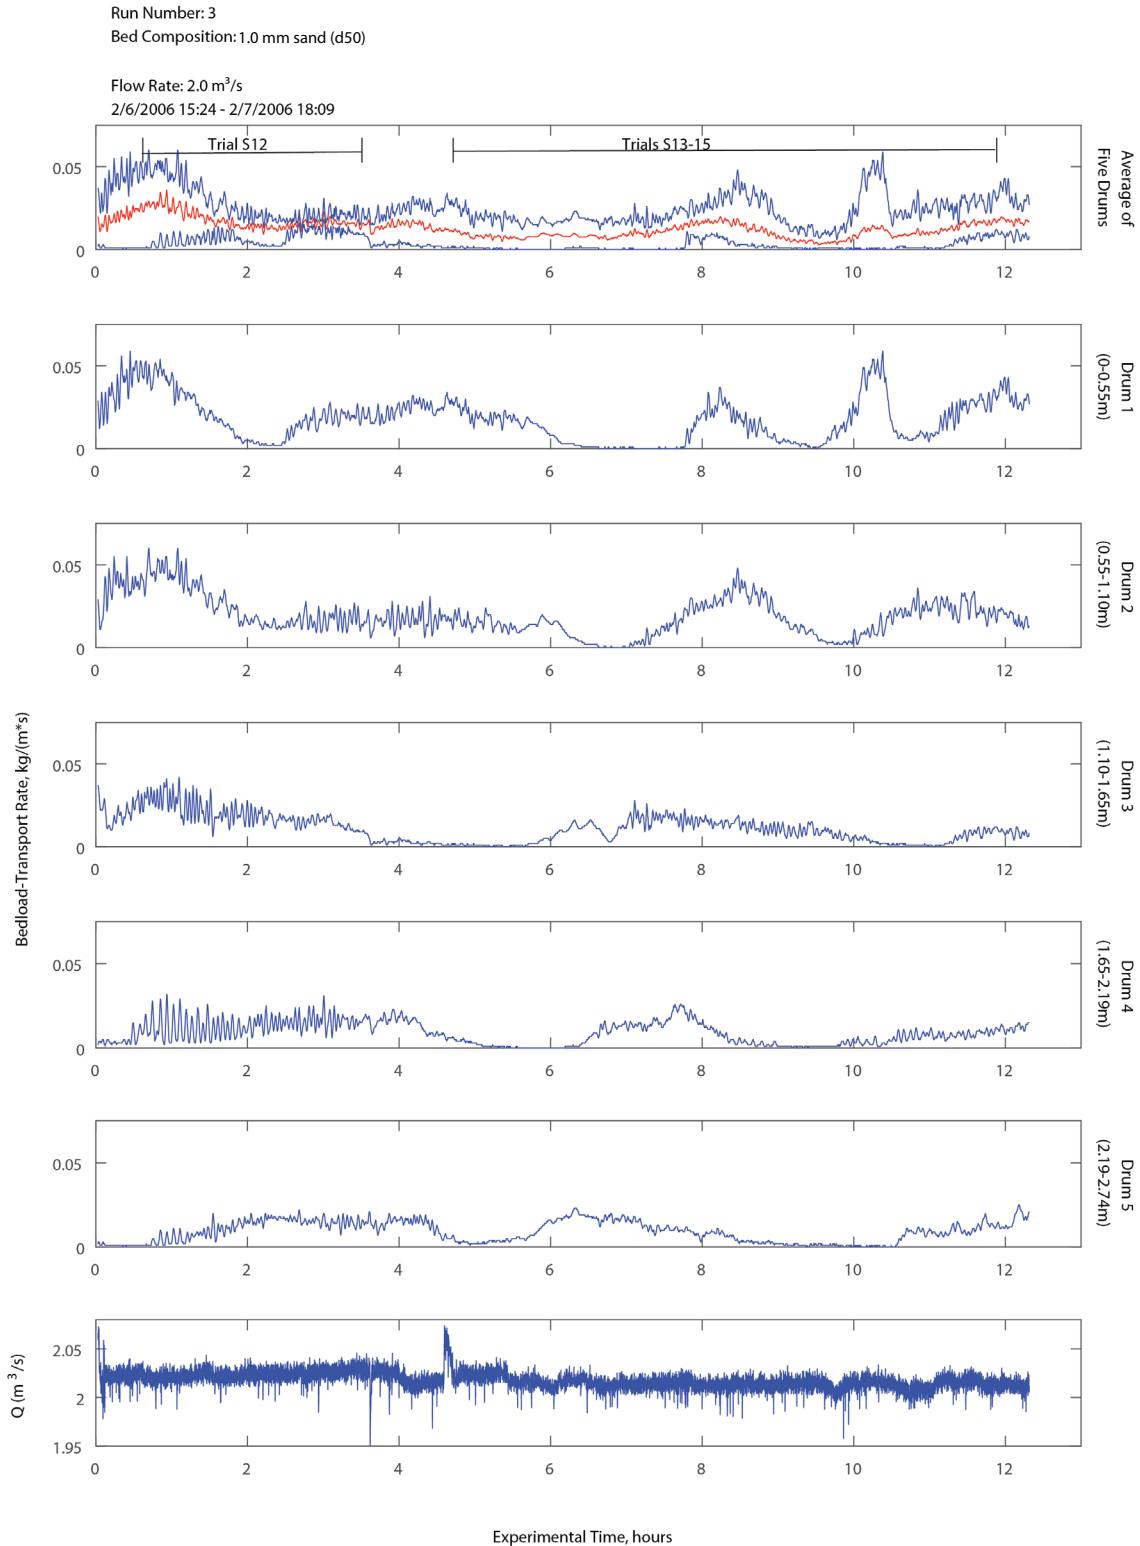 Run Number: 3
Bed Composition: 1.0 mm sand (d50)
Flow Rate: 2.0 m³/s
2/6/2006 15:24 - 2/7/2006 18:09
Trial S12
Trials S13-15
0.05
0
0 2 4 6 8 10 12
Average of
Five Drums
0.05
0
0 2 4 6 8 10 12
Drum 1
(0-0.55m)
0.05
0
0 2 4 6 8 10 12
Drum 2
(0.55-1.10m)
0.05
0
0 2 4 6 8 10 12
Drum 3
(1.10-1.65m)
Bedload-Transport Rate, kg/(m*s)
0.05
0
0 2 4 6 8 10 12
Drum 4
(1.65-2.19m)
0.05
0
0 2 4 6 8 10 12
Drum 5
(2.19-2.74m)
Q (m ³/s)
2.05
2
1.95
0 2 4 6 8 10 12
Experimental Time, hours